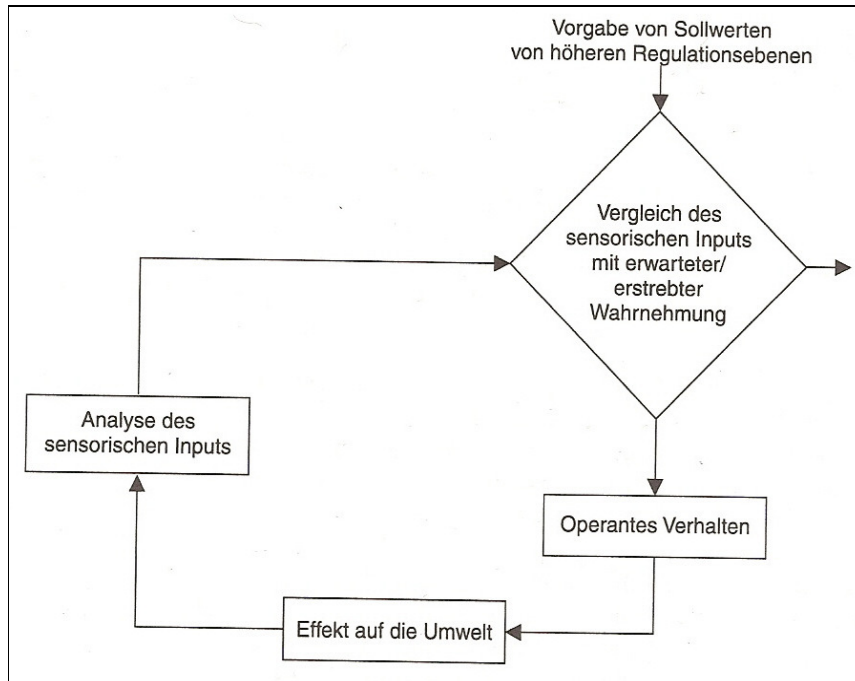 Vorgabe von Sollwerten
von höheren Regulationsebenen
Vergleich des
sensorischen Inputs
mit erwarteter/
erstrebter
Wahrnehmung
Analyse des
sensorischen Inputs
Operantes Verhalten
Effekt auf die Umwelt